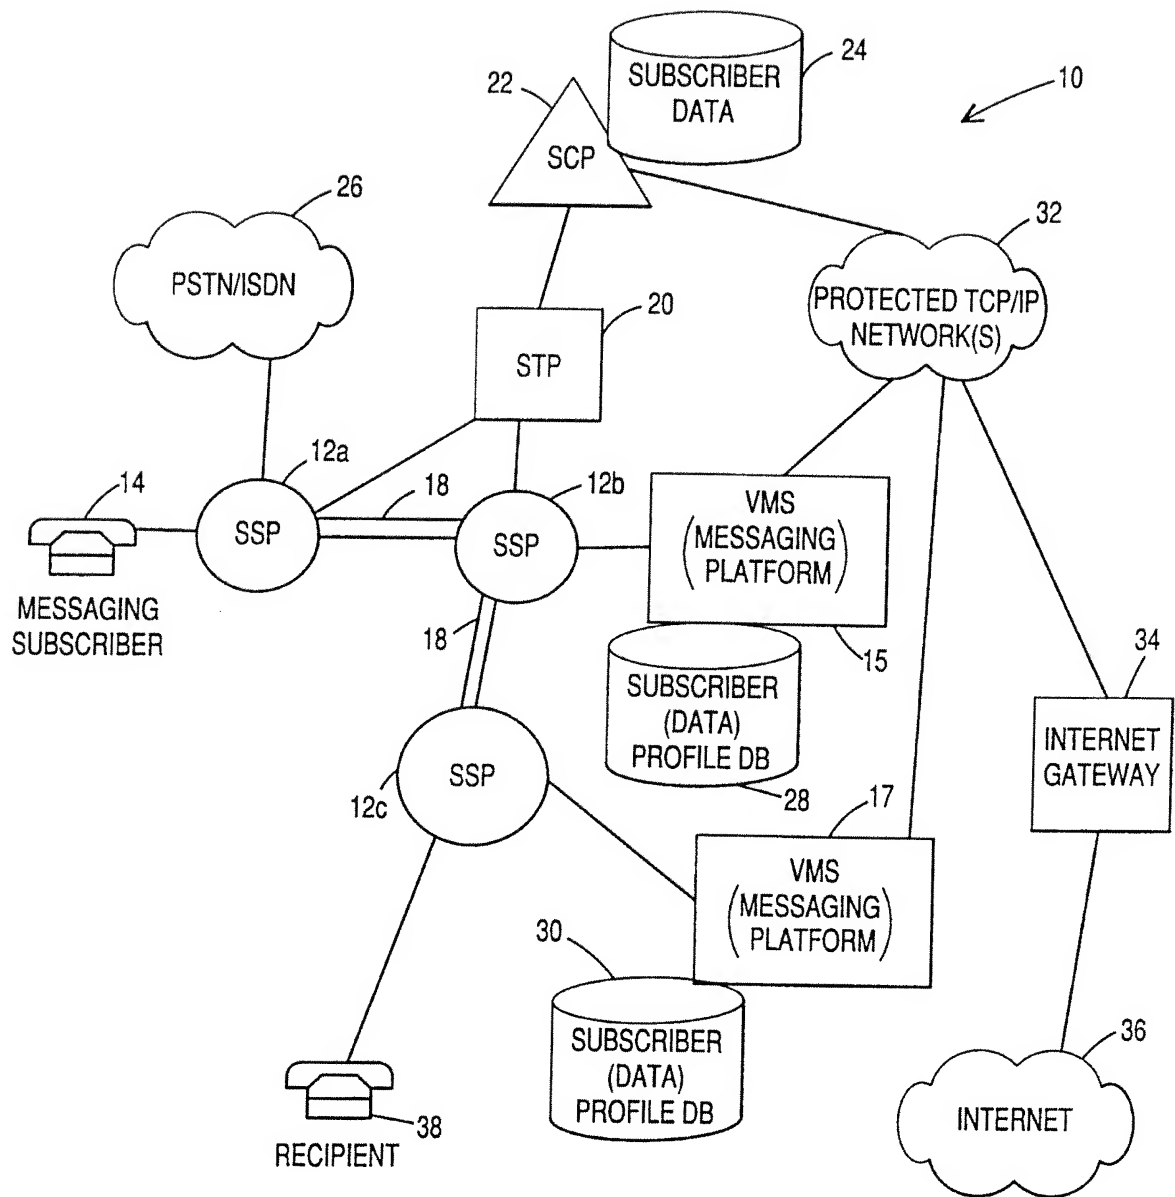 SUBSCRIBER
DATA
24
10
22
SCP
26
32
PSTN/ISDN
PROTECTED TCP/IP
NETWORK(S)
20
STP
12a
14
18
12b
SSP
SSP
VMS
(MESSAGING
PLATFORM)
MESSAGING
SUBSCRIBER
18
15
34
SUBSCRIBER
(DATA)
PROFILE DB
INTERNET
GATEWAY
SSP
12c
28
17
VMS
(MESSAGING
PLATFORM)
30
SUBSCRIBER
(DATA)
PROFILE DB
36
INTERNET
38
RECIPIENT